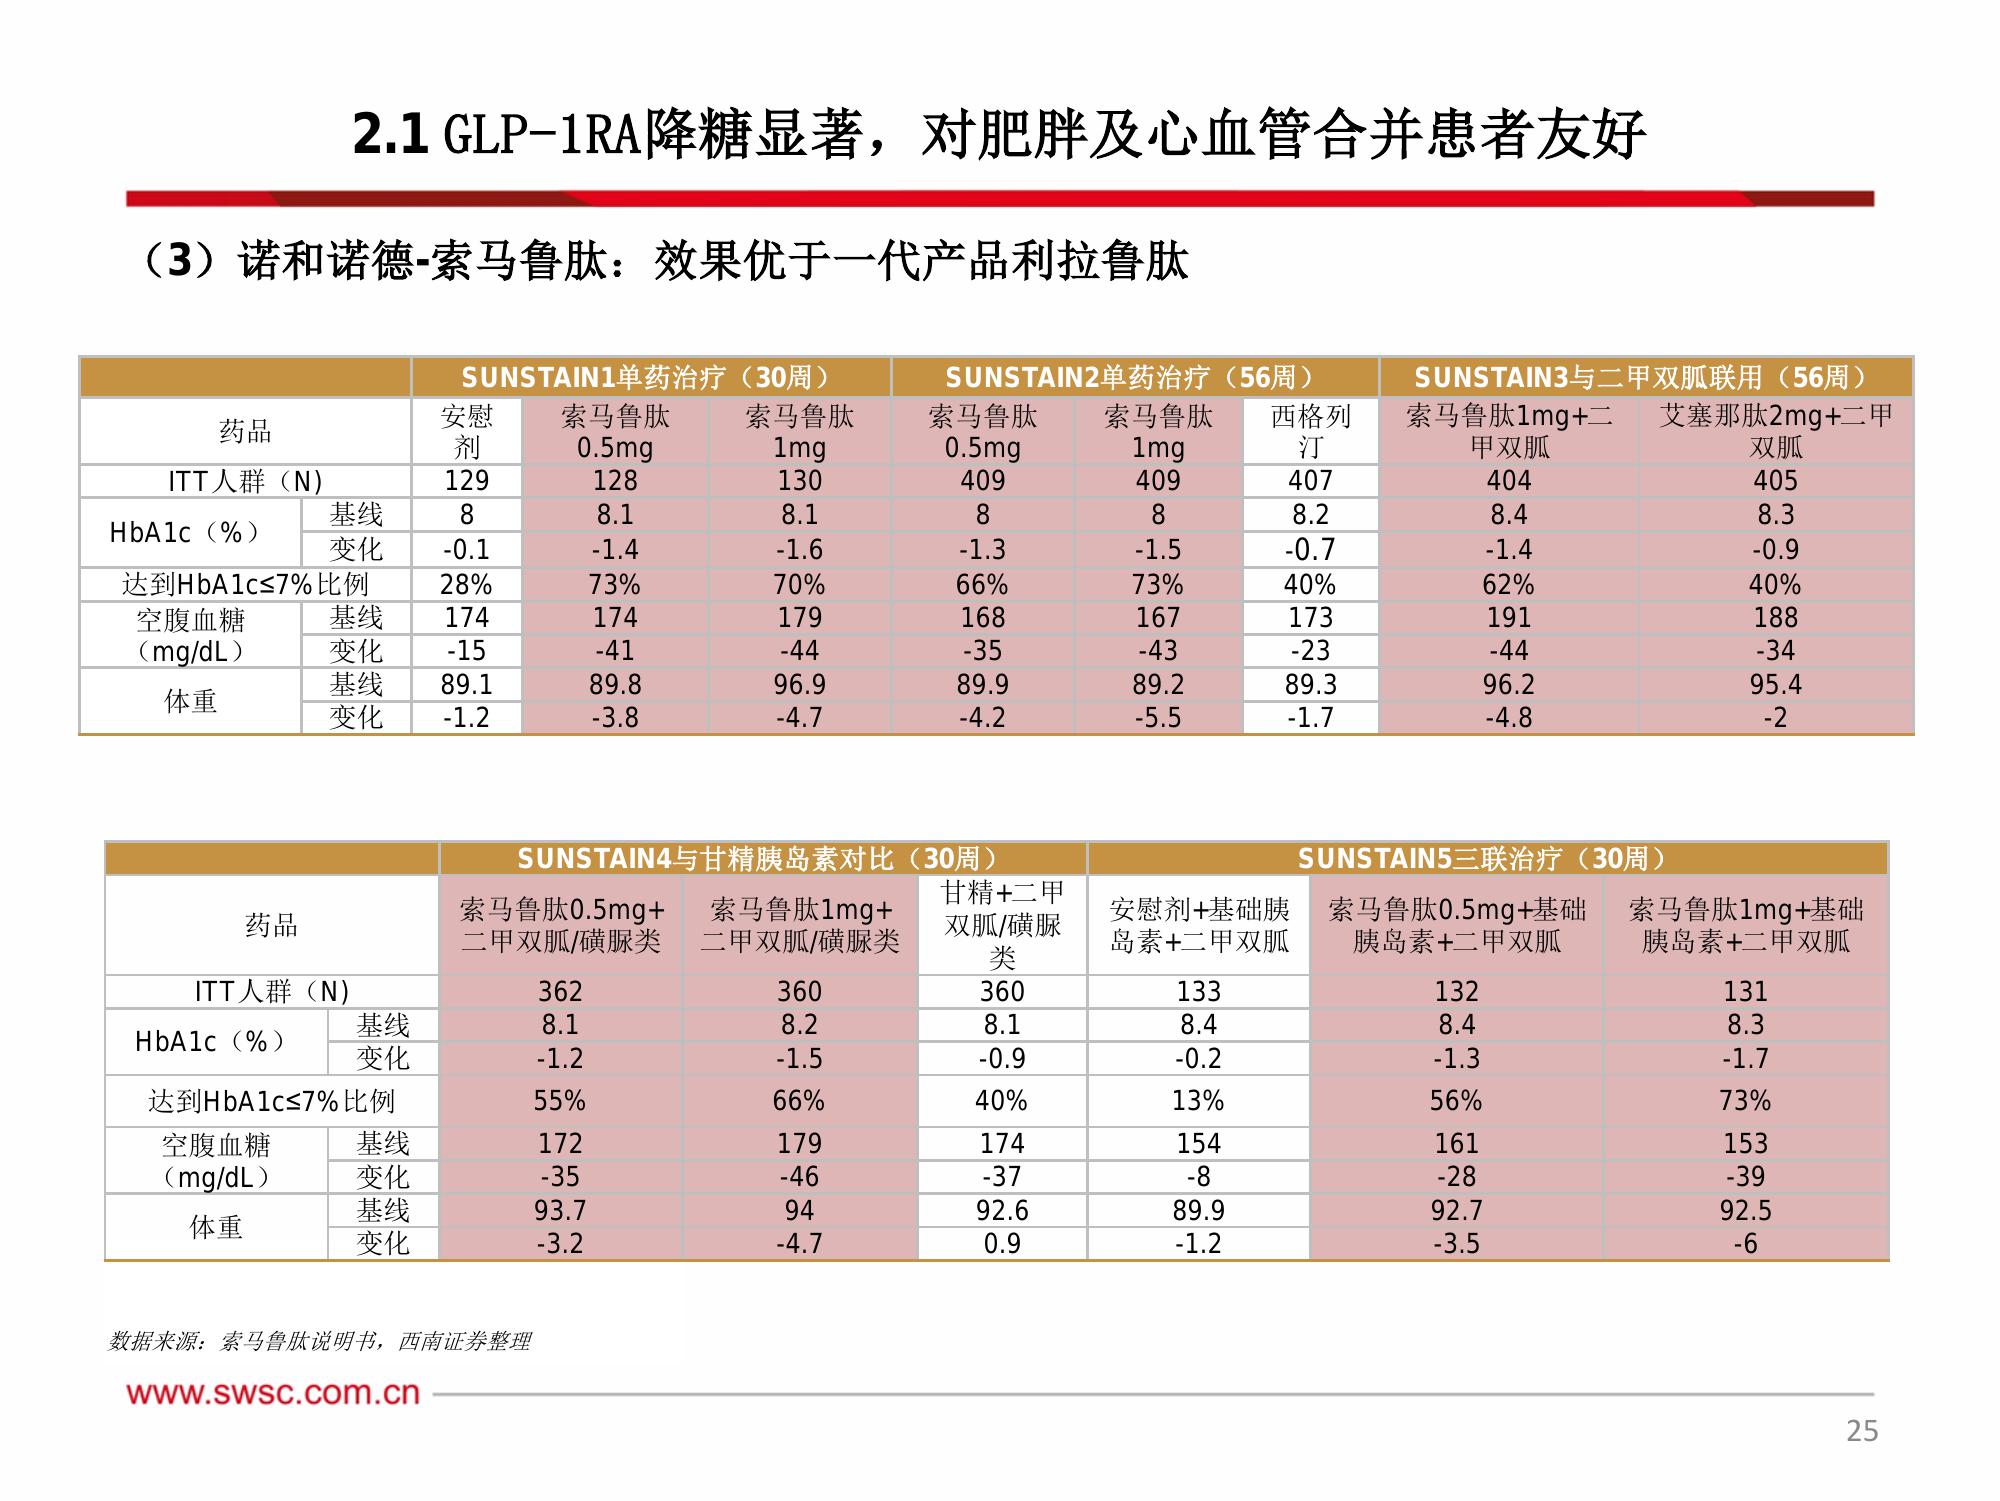 2.1 GLP-1RA降糖显著，对肥胖及心血管合并患者友好
（3）诺和诺德-索马鲁肽：效果优于一代产品利拉鲁肽
SUNSTAIN1单药治疗（30周） SUNSTAIN2单药治疗（56周） SUNSTAIN3与二甲双胍联用（56周）
药品 安慰剂 索马鲁肽0.5mg 索马鲁肽1mg 索马鲁肽0.5mg 索马鲁肽1mg 西格列汀 索马鲁肽1mg+二甲双胍 艾塞那肽2mg+二甲双胍
ITT人群（N） 129 128 130 409 409 407 404 405
HbA1c（%） 基线 8 8.1 8.1 8 8 8.2 8.4 8.3
变化 -0.1 -1.4 -1.6 -1.3 -1.5 -0.7 -1.4 -0.9
达到HbA1c≤7%比例 28% 73% 70% 66% 73% 40% 62% 40%
空腹血糖（mg/dL） 基线 174 174 179 168 167 173 191 188
变化 -15 -41 -44 -35 -43 -23 -44 -34
体重 基线 89.1 89.8 96.9 89.9 89.2 89.3 96.2 95.4
变化 -1.2 -3.8 -4.7 -4.2 -5.5 -1.7 -4.8 -2
SUNSTAIN4与甘精胰岛素对比（30周） SUNSTAIN5三联治疗（30周）
药品 索马鲁肽0.5mg+二甲双胍/磺脲类 索马鲁肽1mg+二甲双胍/磺脲类 甘精+二甲双胍/磺脲类 安慰剂+基础胰岛素+二甲双胍 索马鲁肽0.5mg+基础胰岛素+二甲双胍 索马鲁肽1mg+基础胰岛素+二甲双胍
ITT人群（N） 362 360 360 133 132 131
HbA1c（%） 基线 8.1 8.2 8.1 8.4 8.4 8.3
变化 -1.2 -1.5 -0.9 -0.2 -1.3 -1.7
达到HbA1c≤7%比例 55% 66% 40% 13% 56% 73%
空腹血糖（mg/dL） 基线 172 179 174 154 161 153
变化 -35 -46 -37 -8 -28 -39
体重 基线 93.7 94 92.6 89.9 92.7 92.5
变化 -3.2 -4.7 0.9 -1.2 -3.5 -6
数据来源：索马鲁肽说明书，西南证券整理
www.swsc.com.cn
25